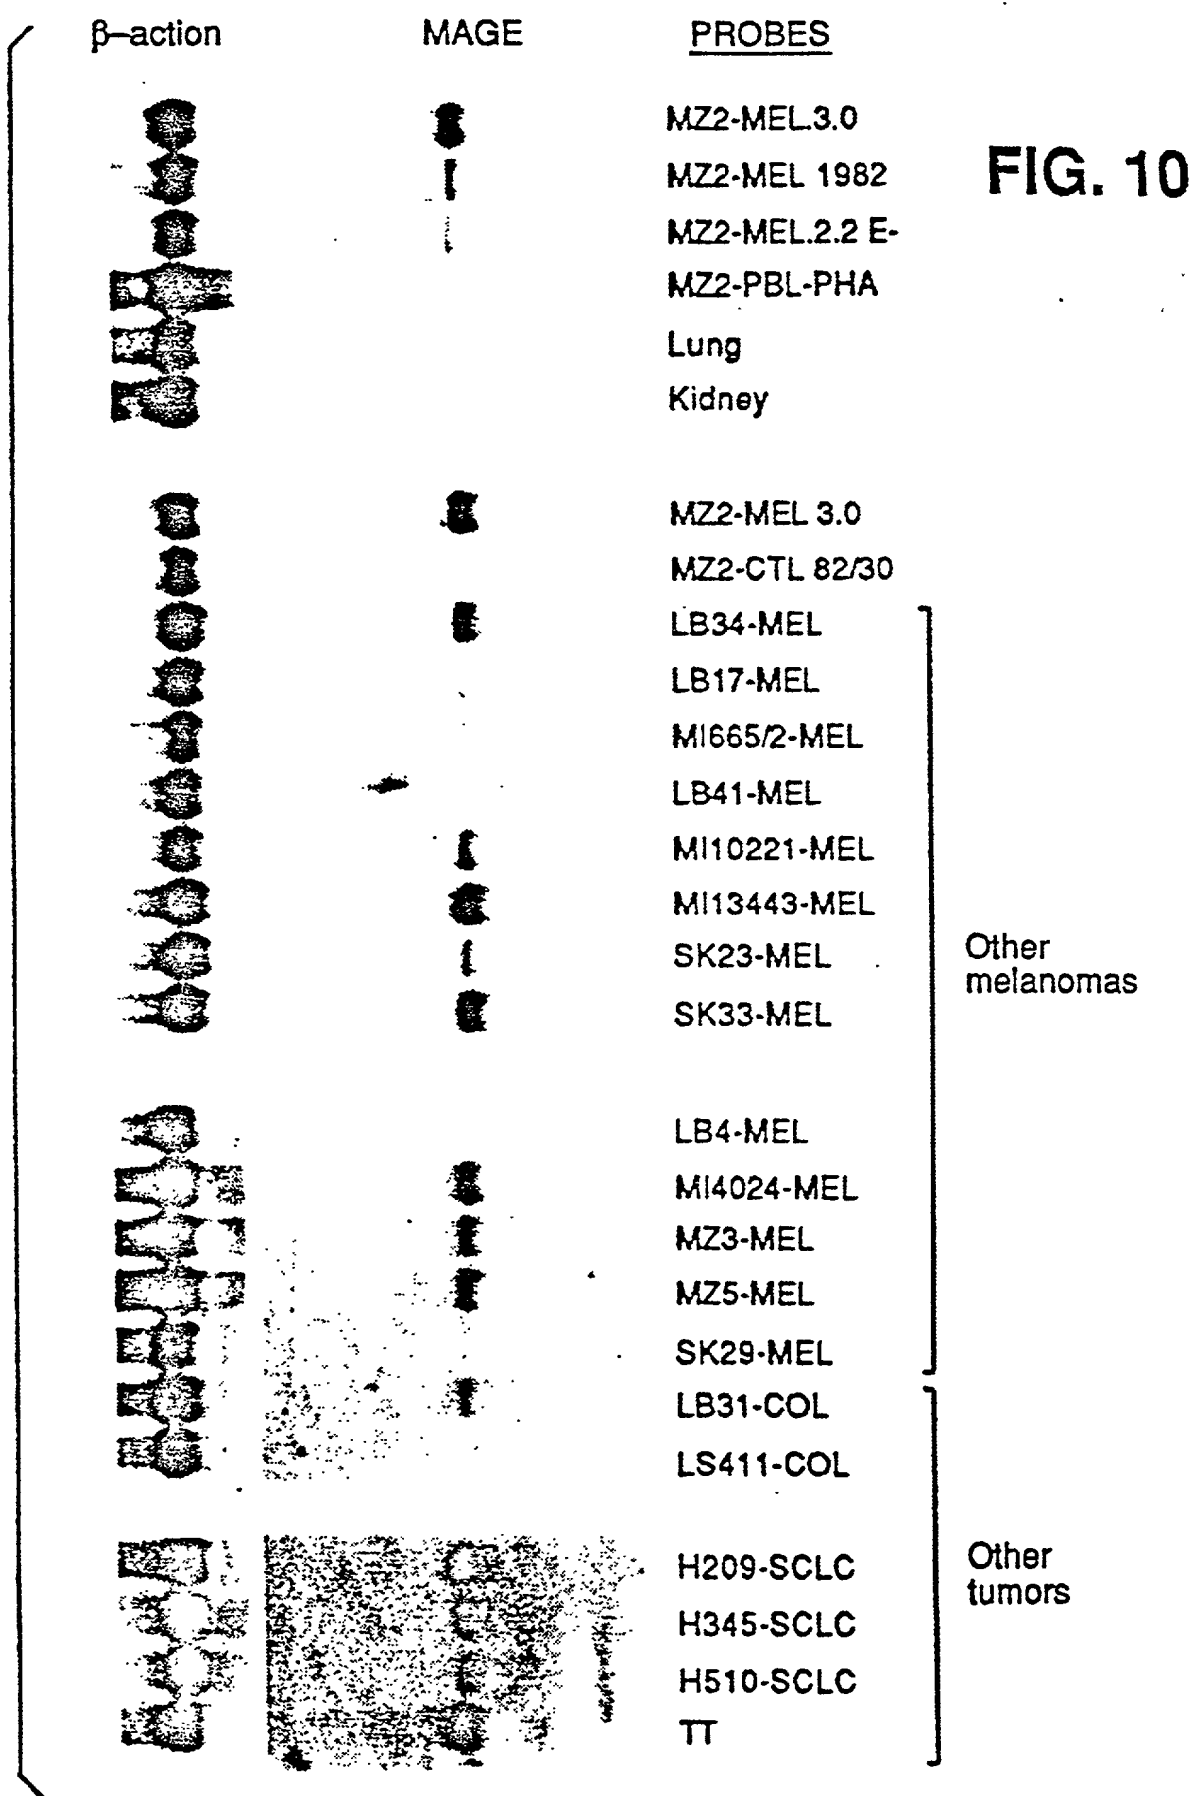 β–action MAGE PROBES
MZ2-MEL.3.0
FIG. 10
MZ2-MEL 1982
MZ2-MEL.2.2 E-
MZ2-PBL-PHA
Lung
Kidney
MZ2-MEL 3.0
MZ2-CTL 82/30
LB34-MEL
LB17-MEL
MI665/2-MEL
LB41-MEL
MI10221-MEL
MI13443-MEL
SK23-MEL
SK33-MEL
Other
melanomas
LB4-MEL
MI4024-MEL
MZ3-MEL
MZ5-MEL
SK29-MEL
LB31-COL
LS411-COL
H209-SCLC
H345-SCLC
H510-SCLC
TT
Other
tumors